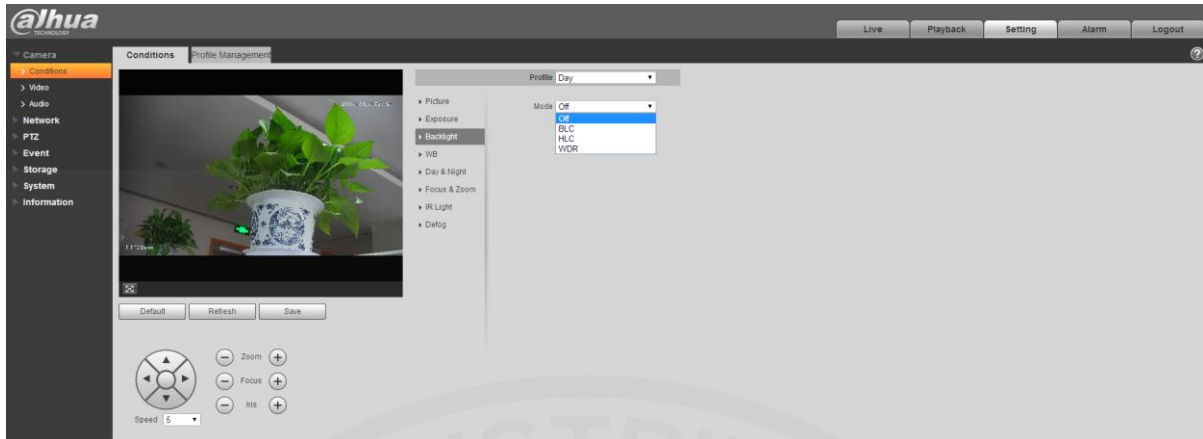 alhua
TECHNOLOGY
Live
Playback
Setting
Alarm
Logout
Camera
Conditions
Video
Audio
Network
PTZ
Event
Storage
System
Information
Conditions
Profile Management
Default
Refresh
Save
Zoom
Focus
Iris
Speed 5
Picture
Exposure
Backlight
WB
Day & Night
Focus & Zoom
IR Light
Defog
Profile Day
Mode Off
Off
BLC
HLC
WDR